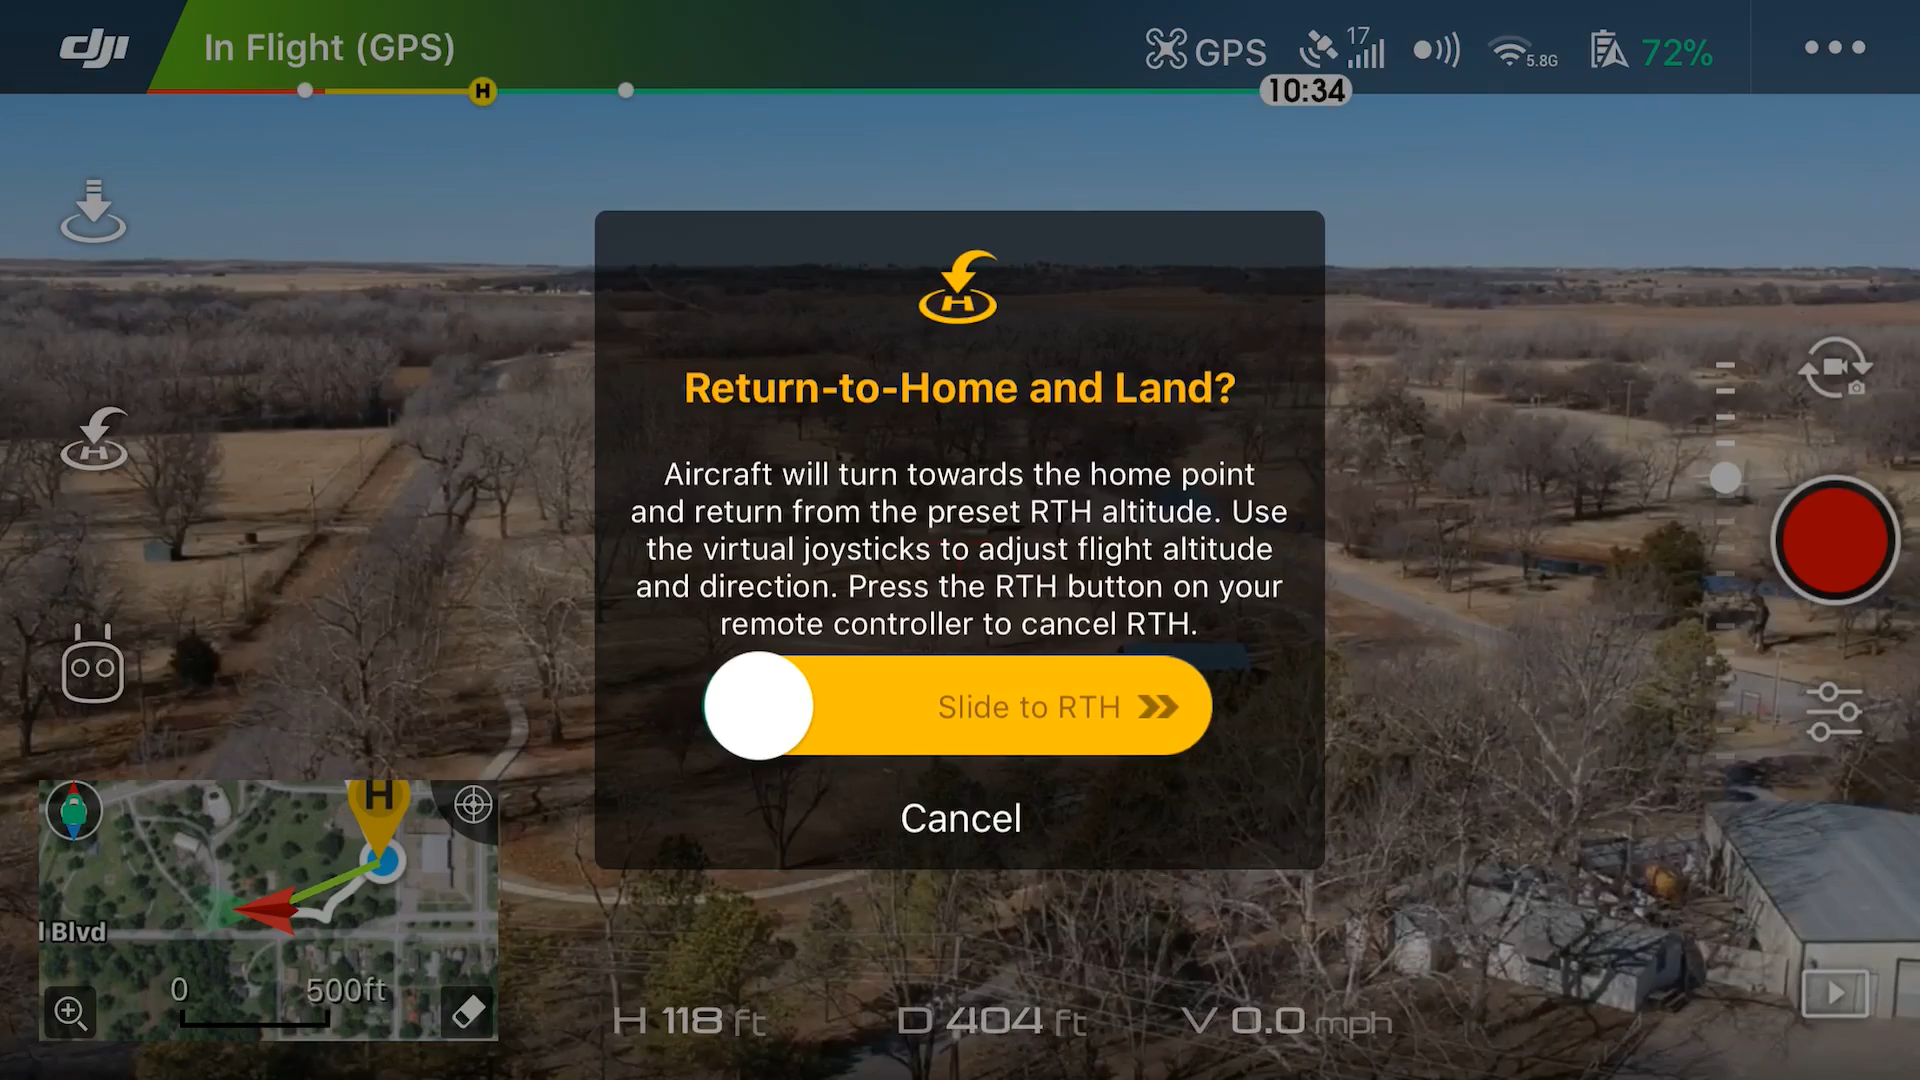 dji
In Flight (GPS)
GPS
17
5.8G
72%
H
10:34
H
H
Return-to-Home and Land?
Aircraft will turn towards the home point
and return from the preset RTH altitude. Use
the virtual joysticks to adjust flight altitude
and direction. Press the RTH button on your
remote controller to cancel RTH.
Slide to RTH
Cancel
H
l Blvd
0
500ft
H 118 ft
D 404 ft
V 0.0 mph